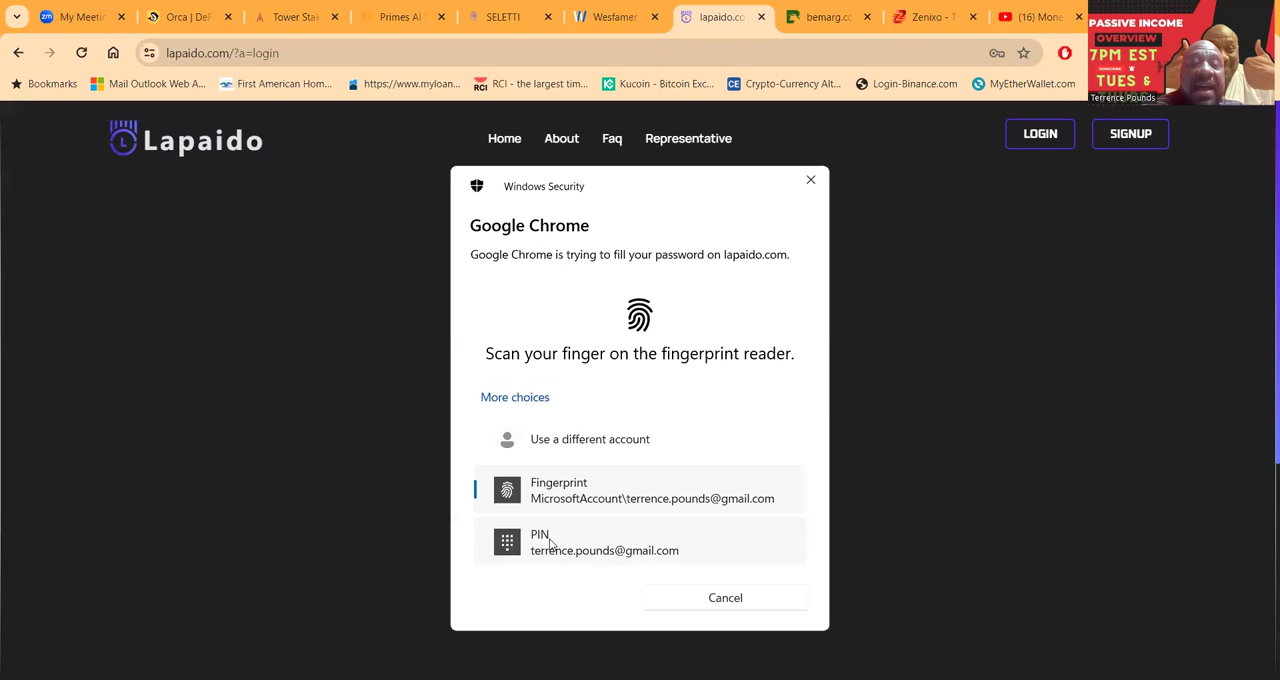 My Meetin
Orca | DeF
Tower Stak
Primes AI
SELETTI
Wesfamer
lapaido.co
bemarg.cc
Zenixo - T
(16) Mone
lapaido.com/?a=login
Bookmarks
Mail Outlook Web A...
First American Hom...
https://www.myloan...
RCI
RCI - the largest tim...
Kucoin - Bitcoin Exc...
CE
Crypto-Currency Alt...
Login-Binance.com
MyEtherWallet.com
PASSIVE INCOME
OVERVIEW
7PM EST
TUES &
Terrence Pounds
Lapaido
Home
About
Faq
Representative
LOGIN
SIGNUP
Windows Security
Google Chrome
Google Chrome is trying to fill your password on lapaido.com.
Scan your finger on the fingerprint reader.
More choices
Use a different account
Fingerprint
MicrosoftAccount\terrence.pounds@gmail.com
PIN
terrence.pounds@gmail.com
Cancel